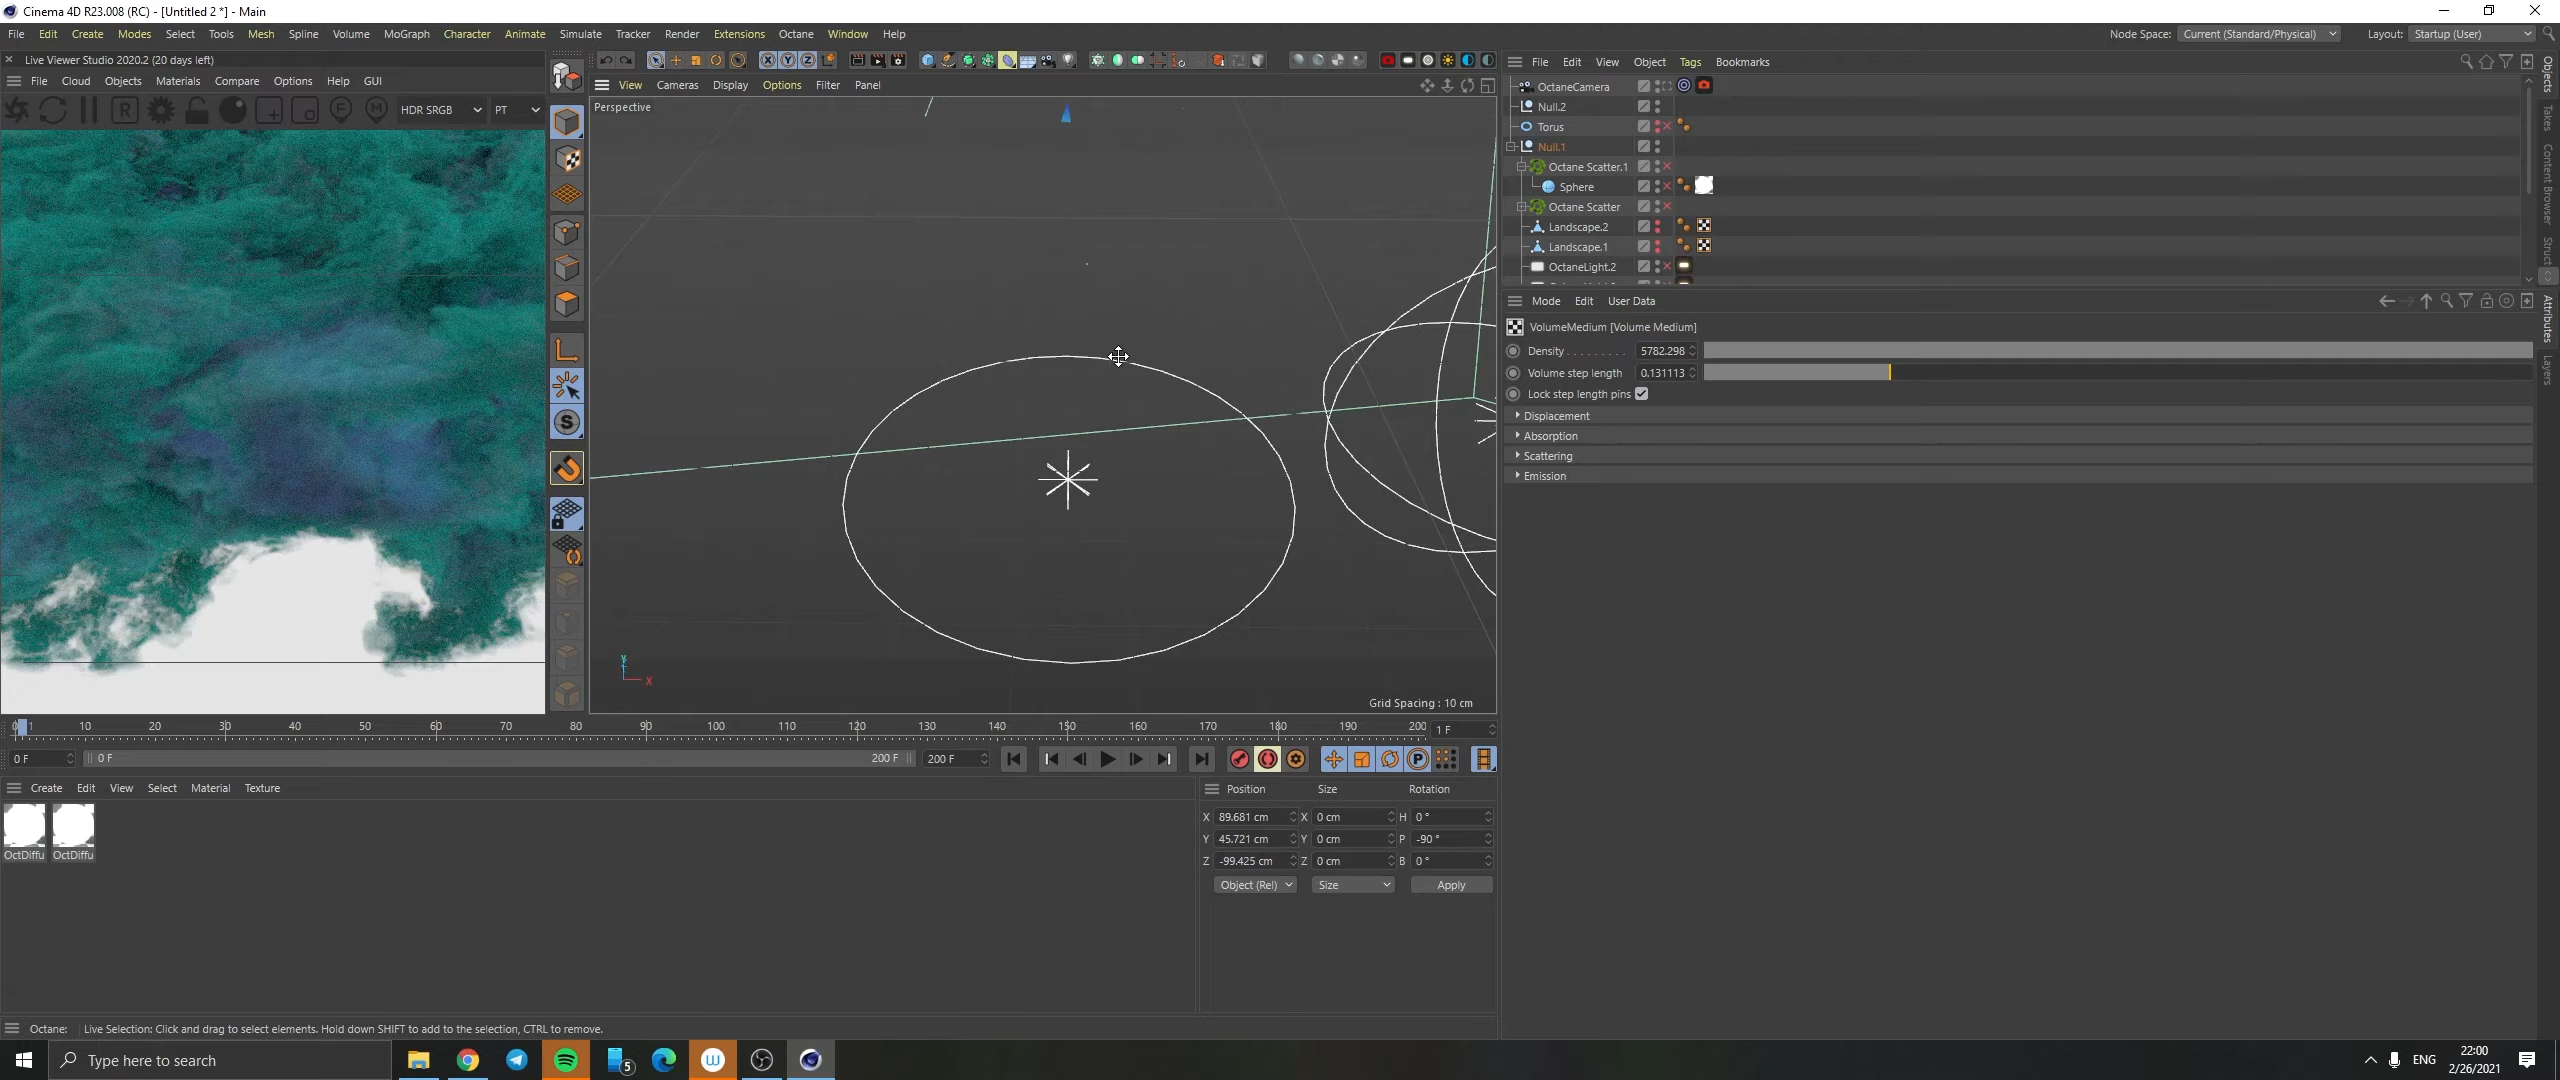 Cinema 4D R23.008 (RC) - [Untitled 2 *] - Main
File Edit Create Modes Select Tools Mesh Spline Volume MoGraph Character Animate Simulate Tracker Render Extensions Octane Window Help
Node Space: Current (Standard/Physical) Layout: Startup (User)
Live Viewer Studio 2020.2 (20 days left)
File Cloud Objects Materials Compare Options Help GUI
HDR SRGB PT
View Cameras Display Options Filter Panel
Perspective
Grid Spacing : 10 cm
Y
X
File Edit View Object Tags Bookmarks
OctaneCamera
Null.2
Torus
Null.1
Octane Scatter.1
Sphere
Octane Scatter
Landscape.2
Landscape.1
OctaneLight.2
Objects
Takes
Content Browser
Struct
Mode Edit User Data
VolumeMedium [Volume Medium]
Density 5782.298
Volume step length 0.131113
Lock step length pins
Displacement
Absorption
Scattering
Emission
Attributes
Layers
0 1 10 20 30 40 50 60 70 80 90 100 110 120 130 140 150 160 170 180 190 200 1 F
0 F 0 F 200 F 200 F
Create Edit View Select Material Texture
OctDiffu OctDiffu
Position Size Rotation
X 89.681 cm X 0 cm H 0 °
Y 45.721 cm Y 0 cm P -90 °
Z -99.425 cm Z 0 cm B 0 °
Object (Rel) Size Apply
Octane: Live Selection: Click and drag to select elements. Hold down SHIFT to add to the selection, CTRL to remove.
Type here to search
5
ENG
22:00
2/26/2021